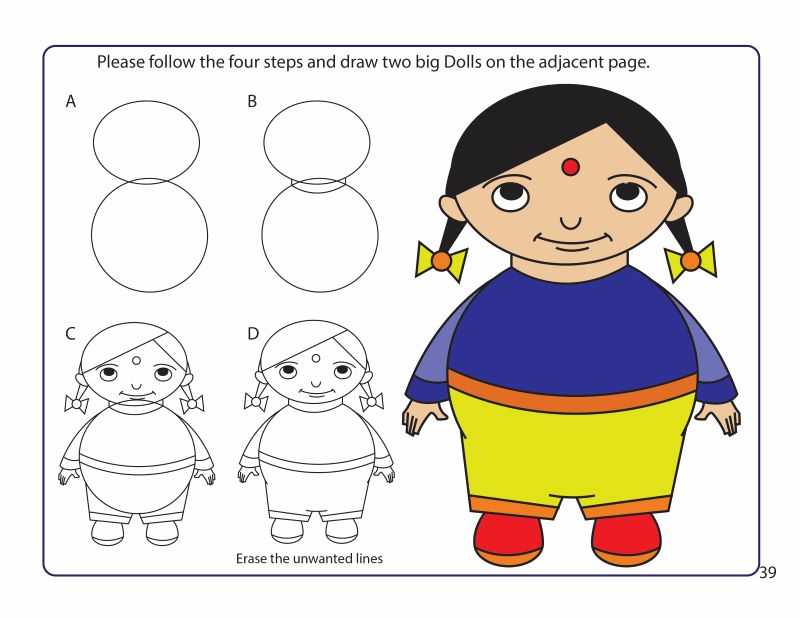 Please follow the four steps and draw two big Dolls on the adjacent page.
A
B
C
D
Erase the unwanted lines
39